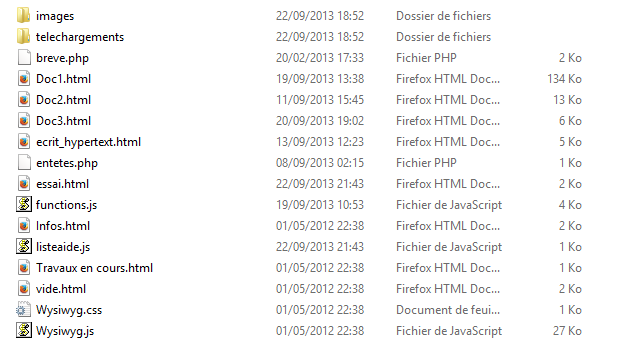 images 22/09/2013 18:52 Dossier de fichiers
telechargements 22/09/2013 18:52 Dossier de fichiers
breve.php 20/02/2013 17:33 Fichier PHP 2 Ko
Doc1.html 19/09/2013 13:38 Firefox HTML Doc... 134 Ko
Doc2.html 11/09/2013 15:45 Firefox HTML Doc... 13 Ko
Doc3.html 20/09/2013 19:02 Firefox HTML Doc... 6 Ko
ecrit_hypertext.html 13/09/2013 12:23 Firefox HTML Doc... 5 Ko
entetes.php 08/09/2013 02:15 Fichier PHP 1 Ko
essai.html 22/09/2013 21:43 Firefox HTML Doc... 2 Ko
functions.js 19/09/2013 10:53 Fichier de JavaScript 4 Ko
Infos.html 01/05/2012 22:38 Firefox HTML Doc... 2 Ko
listeaide.js 22/09/2013 21:43 Fichier de JavaScript 1 Ko
Travaux en cours.html 01/05/2012 22:38 Firefox HTML Doc... 1 Ko
vide.html 01/05/2012 22:38 Firefox HTML Doc... 2 Ko
Wysiwyg.css 01/05/2012 22:38 Document de feui... 1 Ko
Wysiwyg.js 01/05/2012 22:38 Fichier de JavaScript 27 Ko